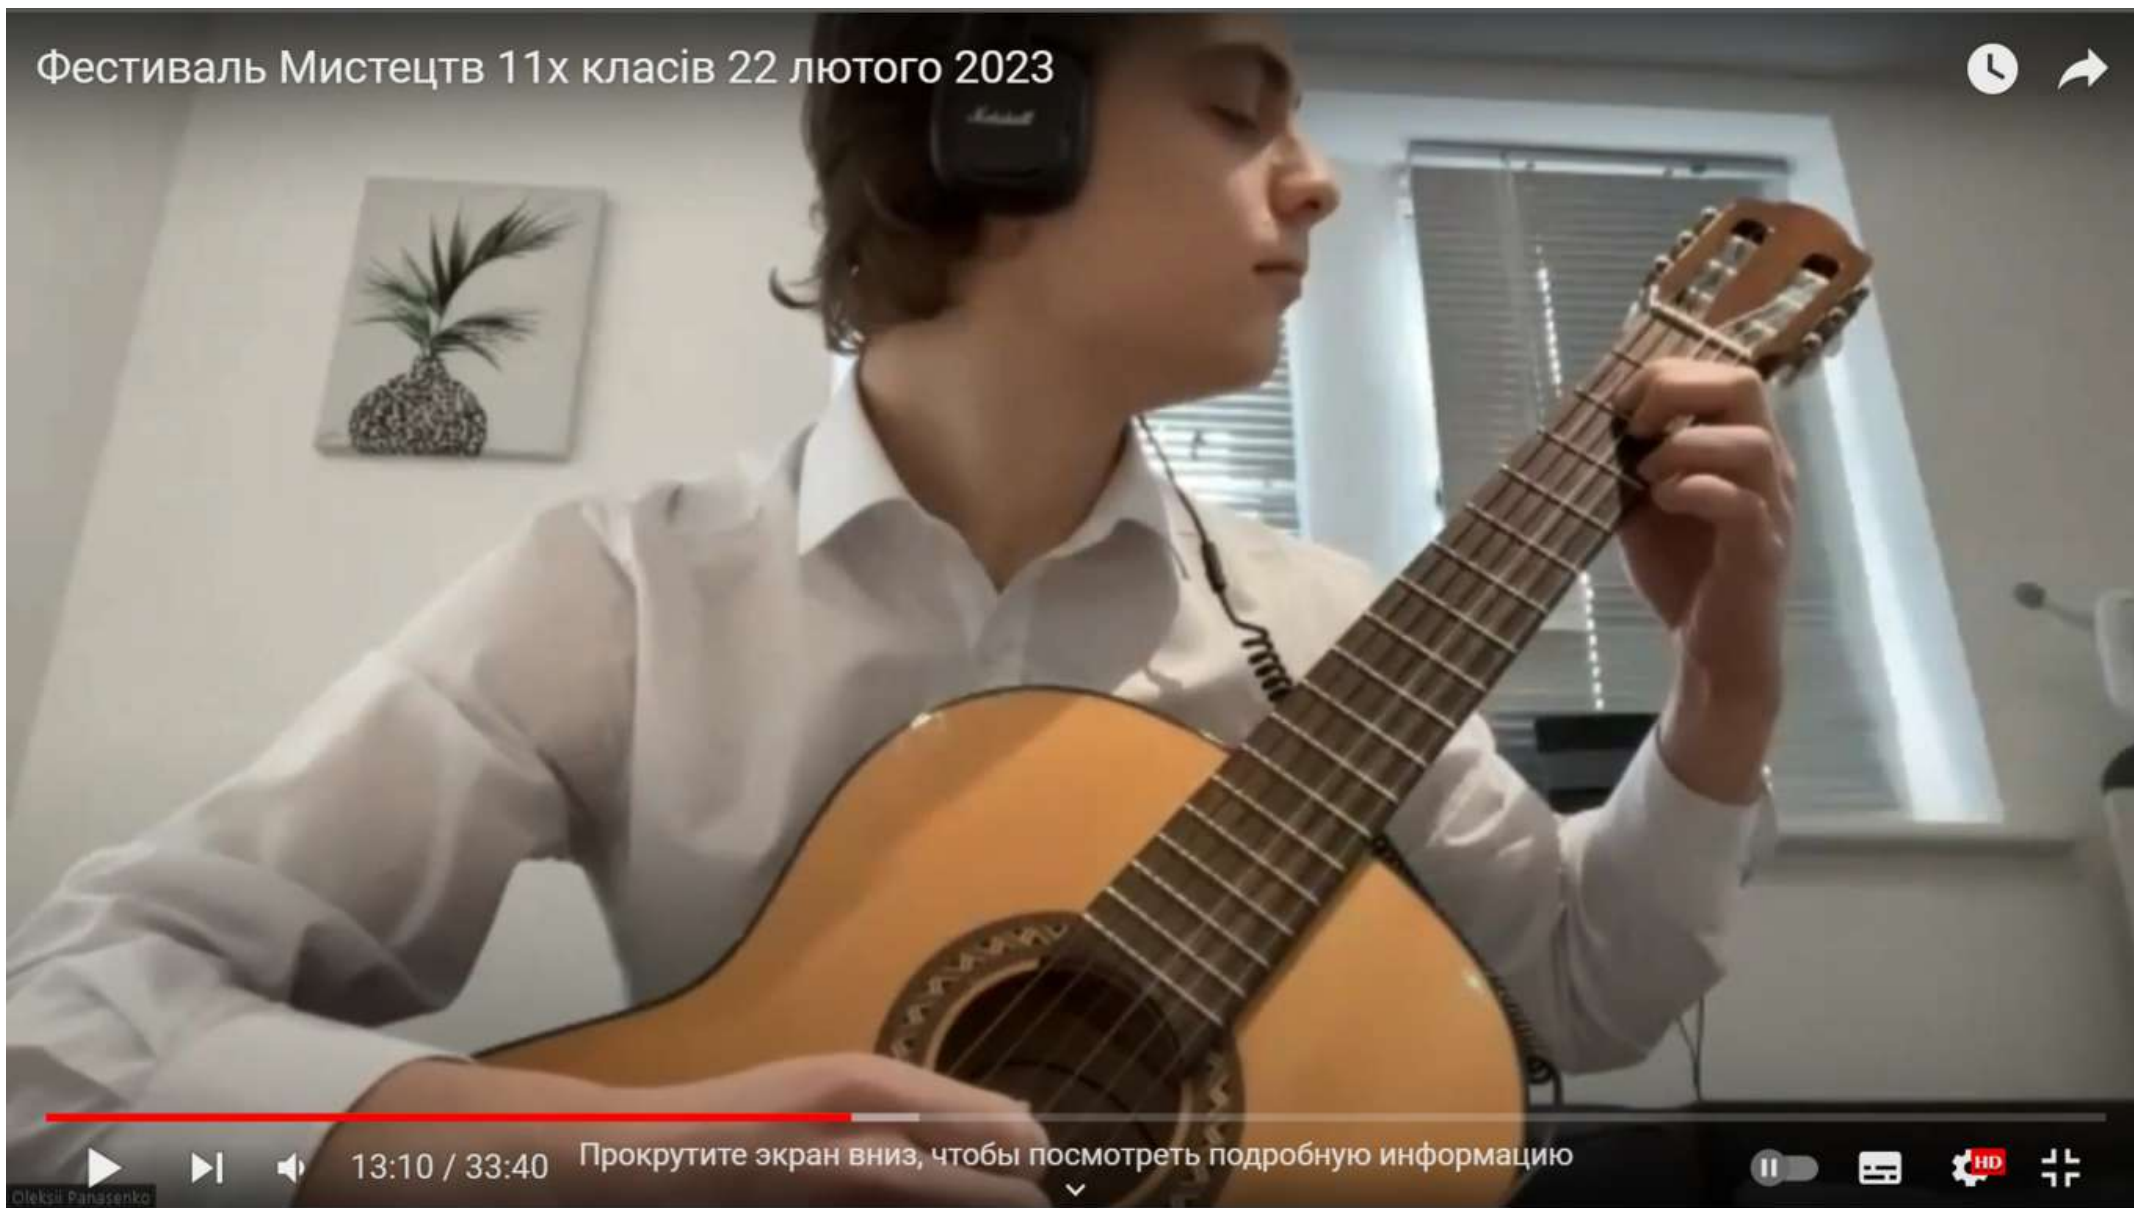 Фестиваль Мистецтв 11х класів 22 лютого 2023
Marshall
13:10 / 33:40
Прокрутите экран вниз, чтобы посмотреть подробную информацию
HD
Oleksii Panasenko